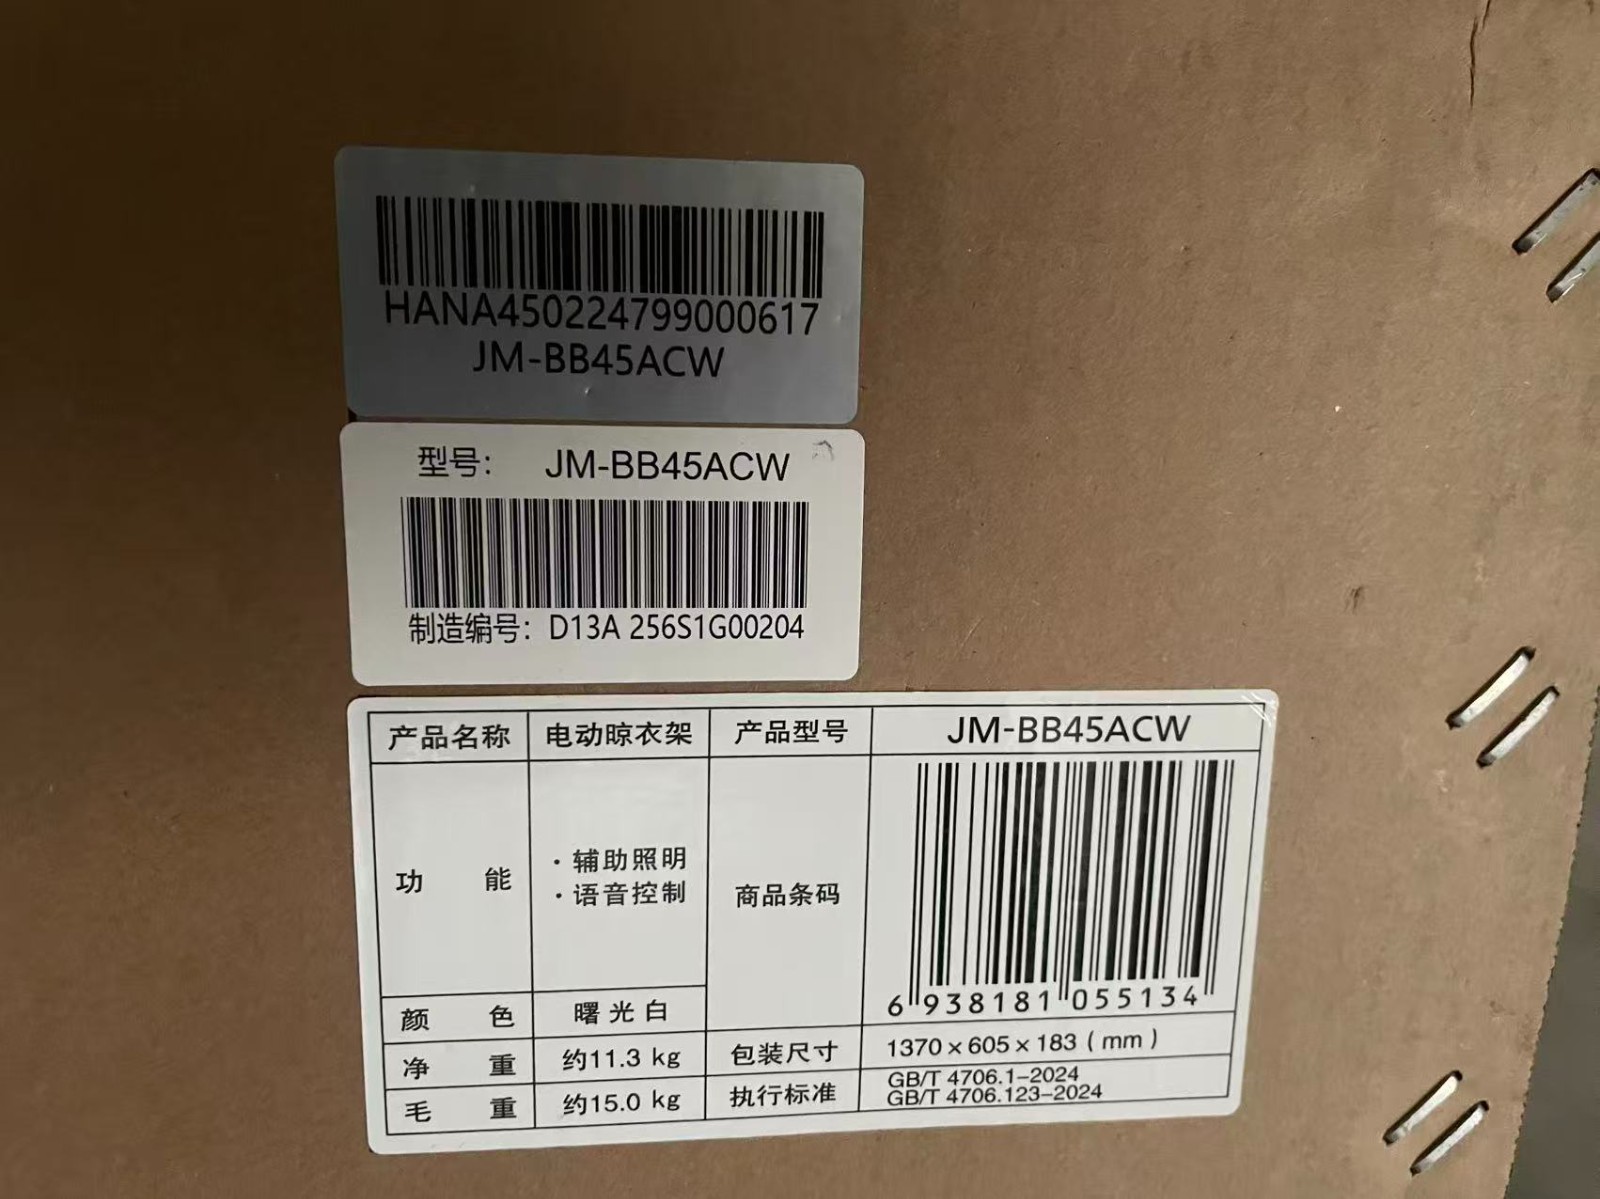 HANA450224799000617
JM-BB45ACW
型号： JM-BB45ACW
制造编号：D13A 256S1G00204
产品名称 电动晾衣架 产品型号 JM-BB45ACW
功 能
·辅助照明
·语音控制
商品条码
6 938181 055134
颜 色 曙光白
净 重 约11.3 kg 包装尺寸 1370×605×183（mm）
毛 重 约15.0 kg 执行标准 GB/T 4706.1-2024
GB/T 4706.123-2024